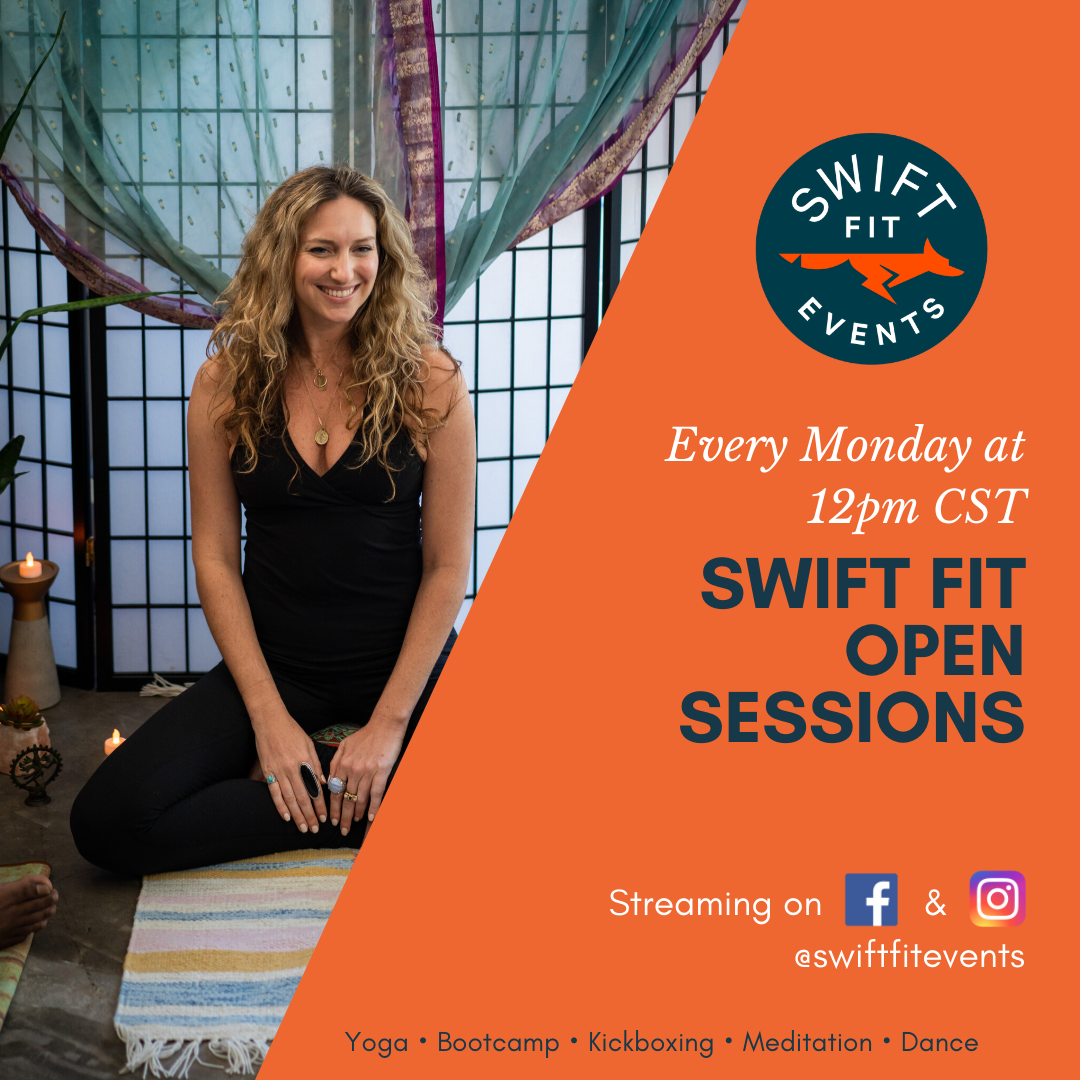 SWIFT
FIT
EVENTS
Every Monday at
12pm CST
SWIFT FIT
OPEN
SESSIONS
Streaming on f &
@swiftfitevents
Yoga • Bootcamp • Kickboxing • Meditation • Dance